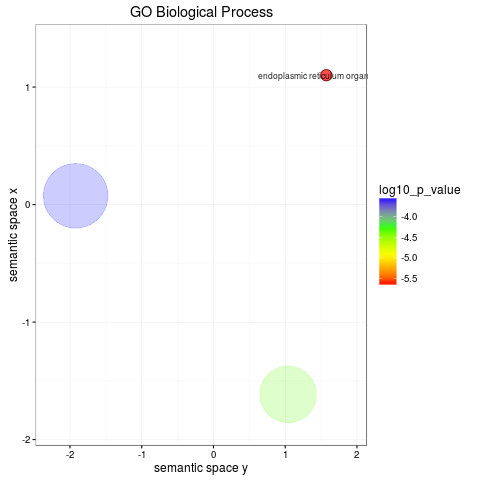 GO Biological Process
endoplasmic reticulum organ
1
0
-1
-2
semantic space x
-2
-1
0
1
2
semantic space y
log10_p_value
-4.0
-4.5
-5.0
-5.5